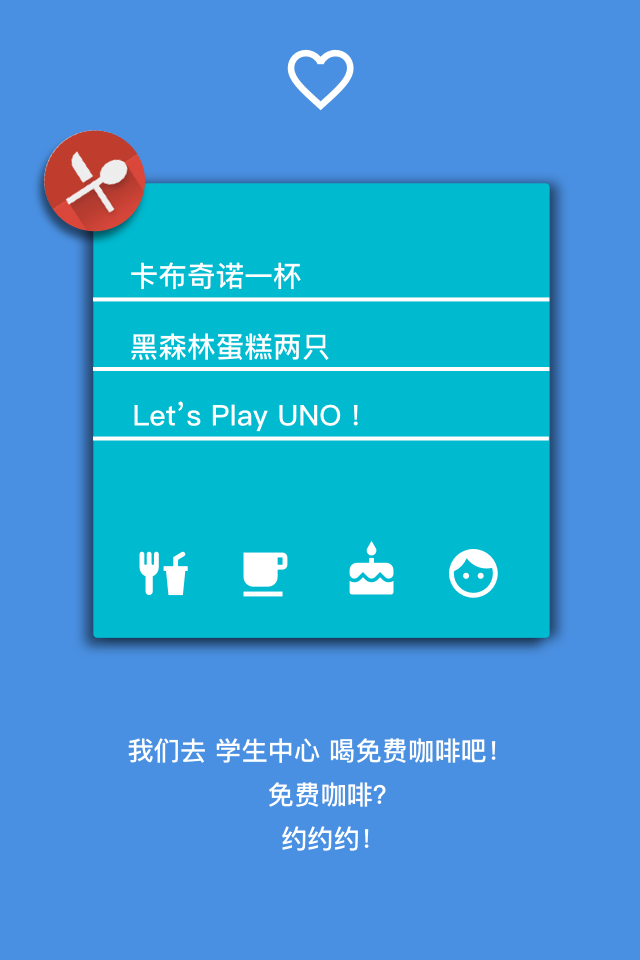 卡布奇诺一杯
黑森林蛋糕两只
Let's Play UNO！
我们去 学生中心 喝免费咖啡吧！
免费咖啡?
约约约！